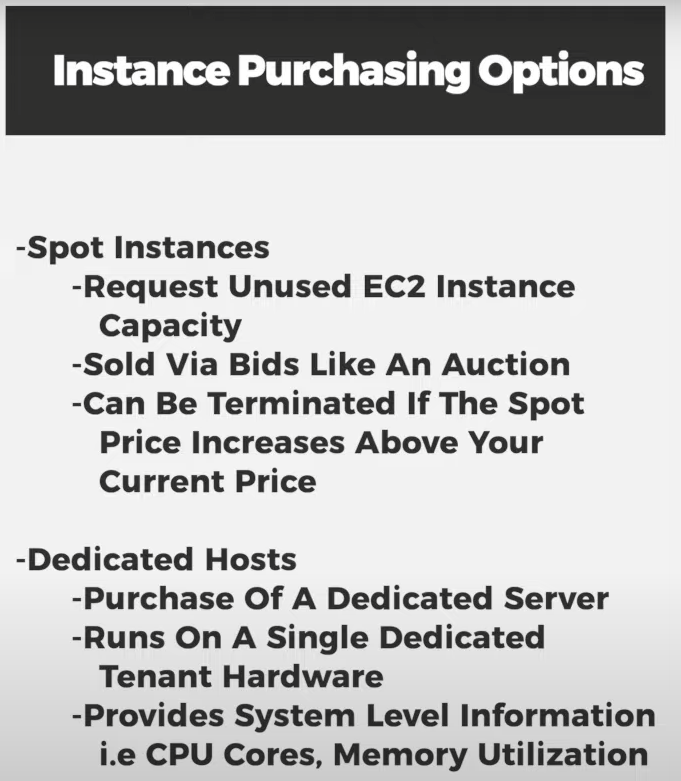 Instance Purchasing Options
-Spot Instances
-Request Unused EC2 Instance
Capacity
-Sold Via Bids Like An Auction
-Can Be Terminated If The Spot
Price Increases Above Your
Current Price
-Dedicated Hosts
-Purchase Of A Dedicated Server
-Runs On A Single Dedicated
Tenant Hardware
-Provides System Level Information
i.e CPU Cores, Memory Utilization